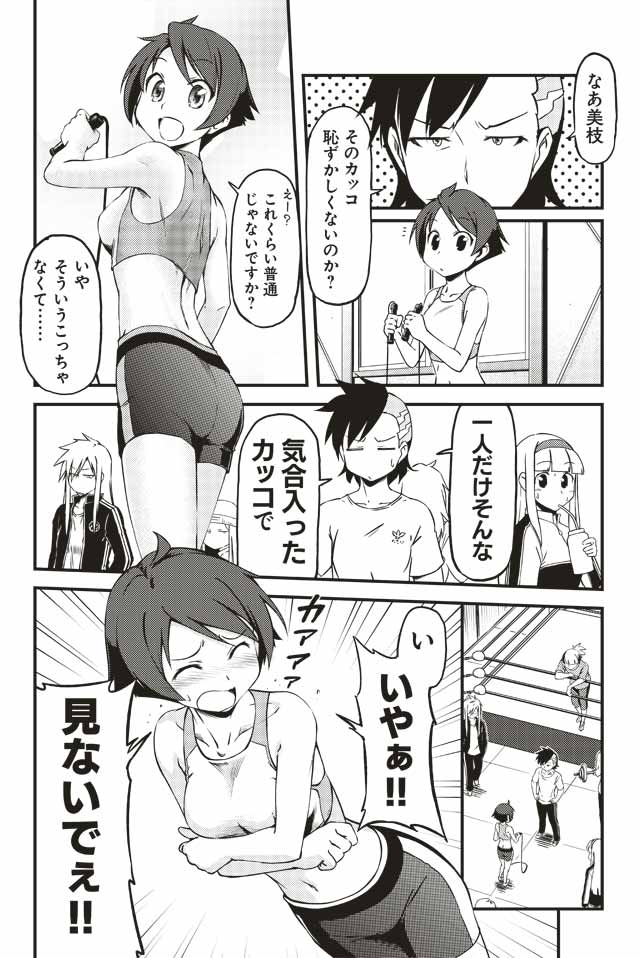 なあ美枝
そのカッコ
恥ずかしくないのか?
えー!?
これくらい普通
じゃないですか?
いや
そういうこっちゃ
なくて……
一人だけそんな
気合入った
カッコで
い
いやぁ!!
カァァァッ
見ないでぇ!!